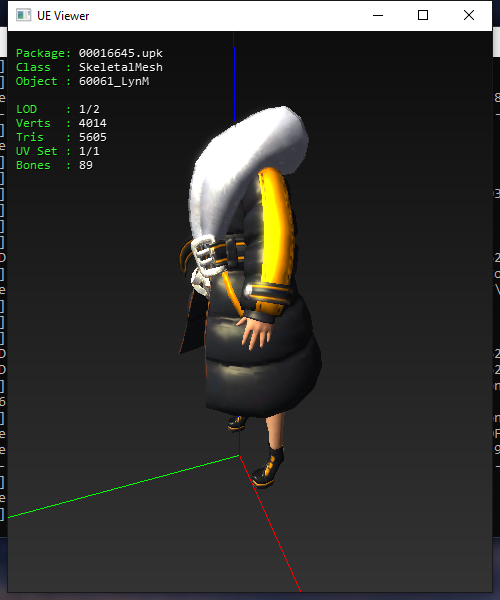 UE Viewer
Package: 00016645.upk
Class : SkeletalMesh
Object : 60061_LynM
LOD : 1/2
Verts : 4014
Tris : 5605
UV Set : 1/1
Bones : 89